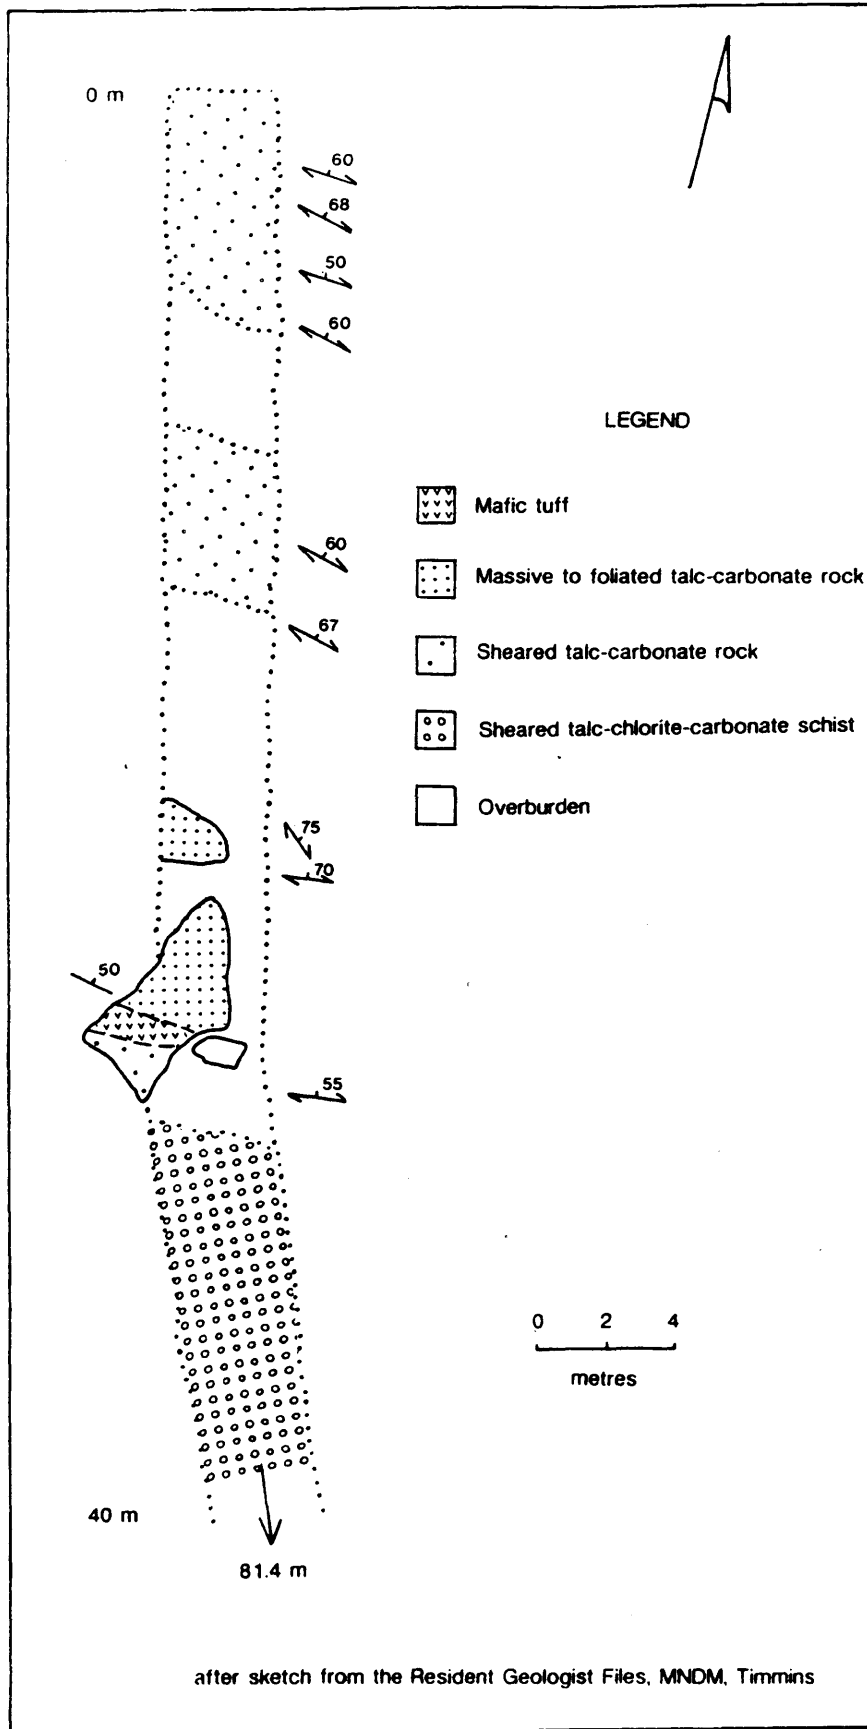 0 m
60
68
50
60
LEGEND
Mafic tuff
Massive to foliated talc-carbonate rock
60
67
Sheared talc-carbonate rock
Sheared talc-chlorite-carbonate schist
Overburden
75
70
50
55
0 2 4
metres
40 m
81.4 m
after sketch from the Resident Geologist Files, MNDM, Timmins